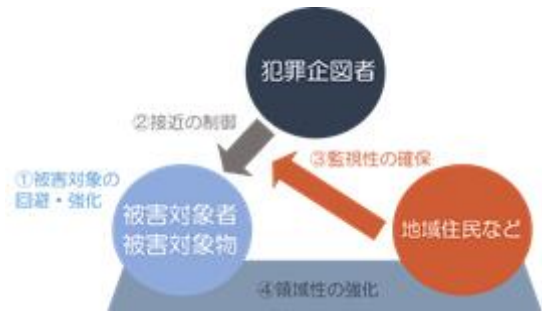 犯罪企図者
②接近の制御
③監視性の確保
①被害対象の
回避・強化
被害対象者
被害対象物
地域住民など
④領域性の強化